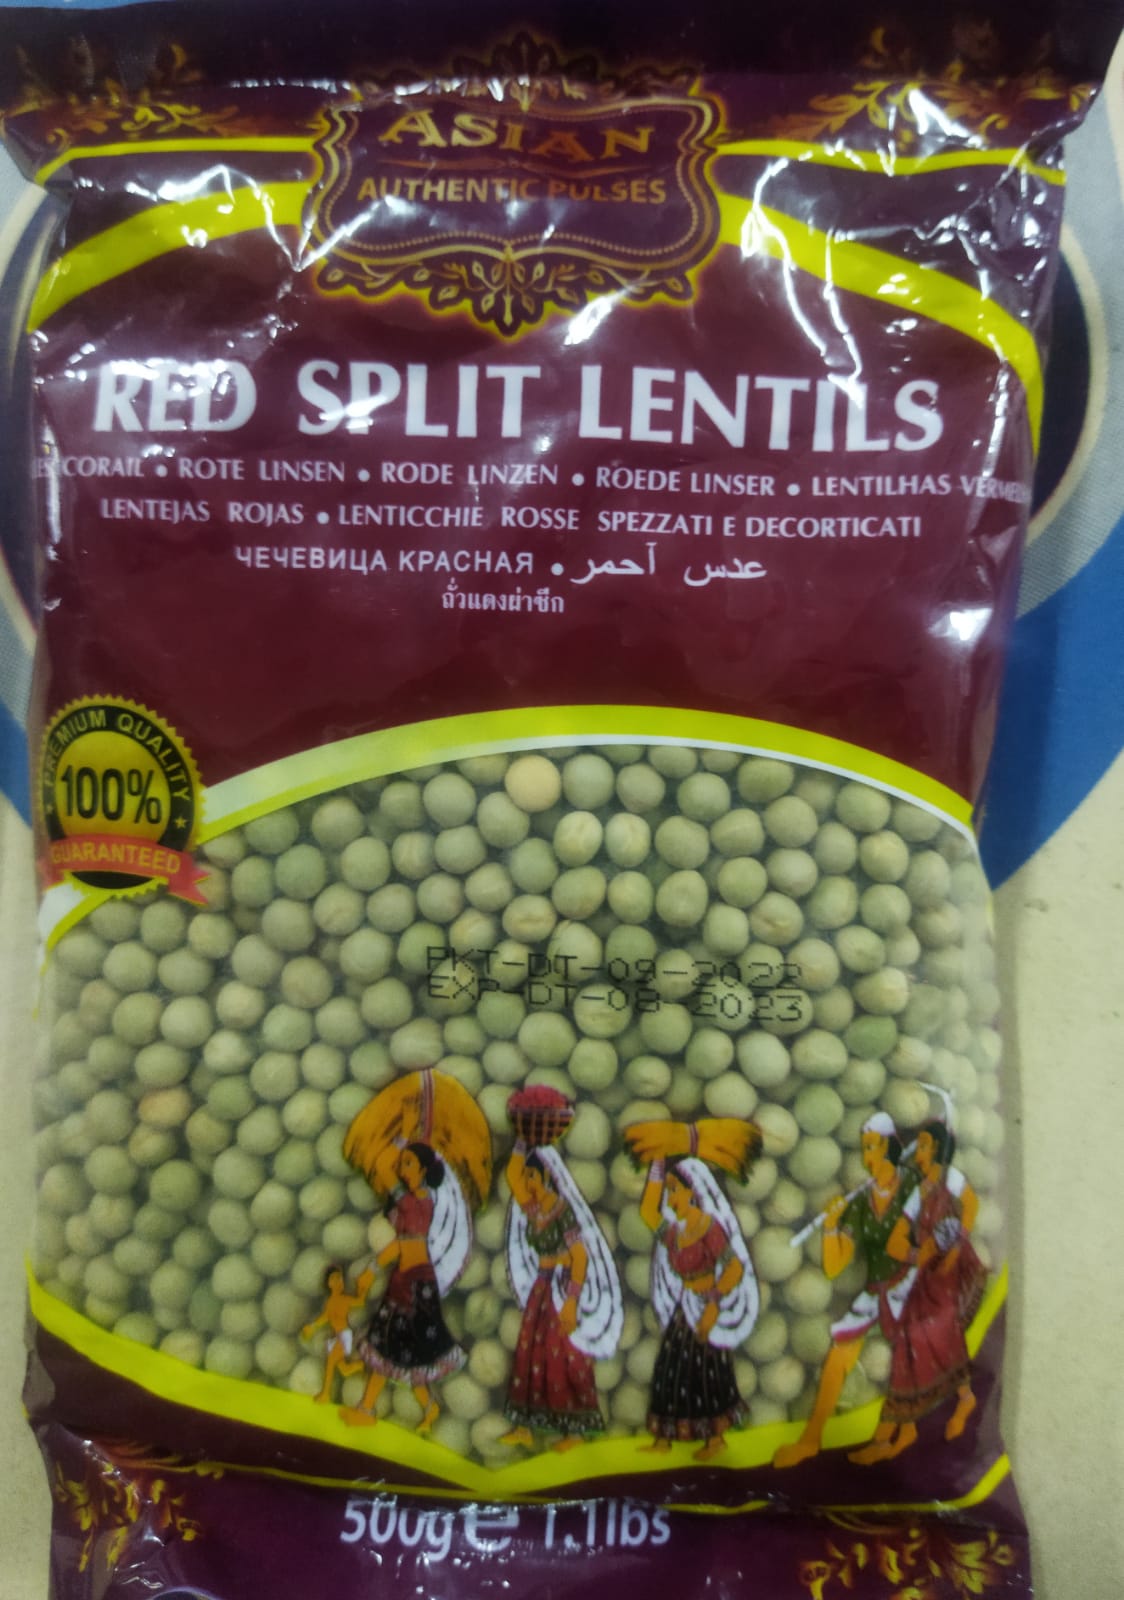 ASIAN
AUTHENTIC PULSES
RED SPLIT LENTILS
CORAIL • ROTE LINSEN • RODE LINZEN • ROEDE LINSER • LENTILHAS
LENTEJAS ROJAS • LENTICCHIE ROSSE SPEZZATI E DECORTICATI
ЧЕЧЕВИЦА КРАСНАЯ • عدس آحمر
ถั่วแดงผ่าซีก
PREMIUM QUALITY
100%
GUARANTEED
PKT-DT-09-2022
EXP-DT-08-2023
500g e 1.1lbs